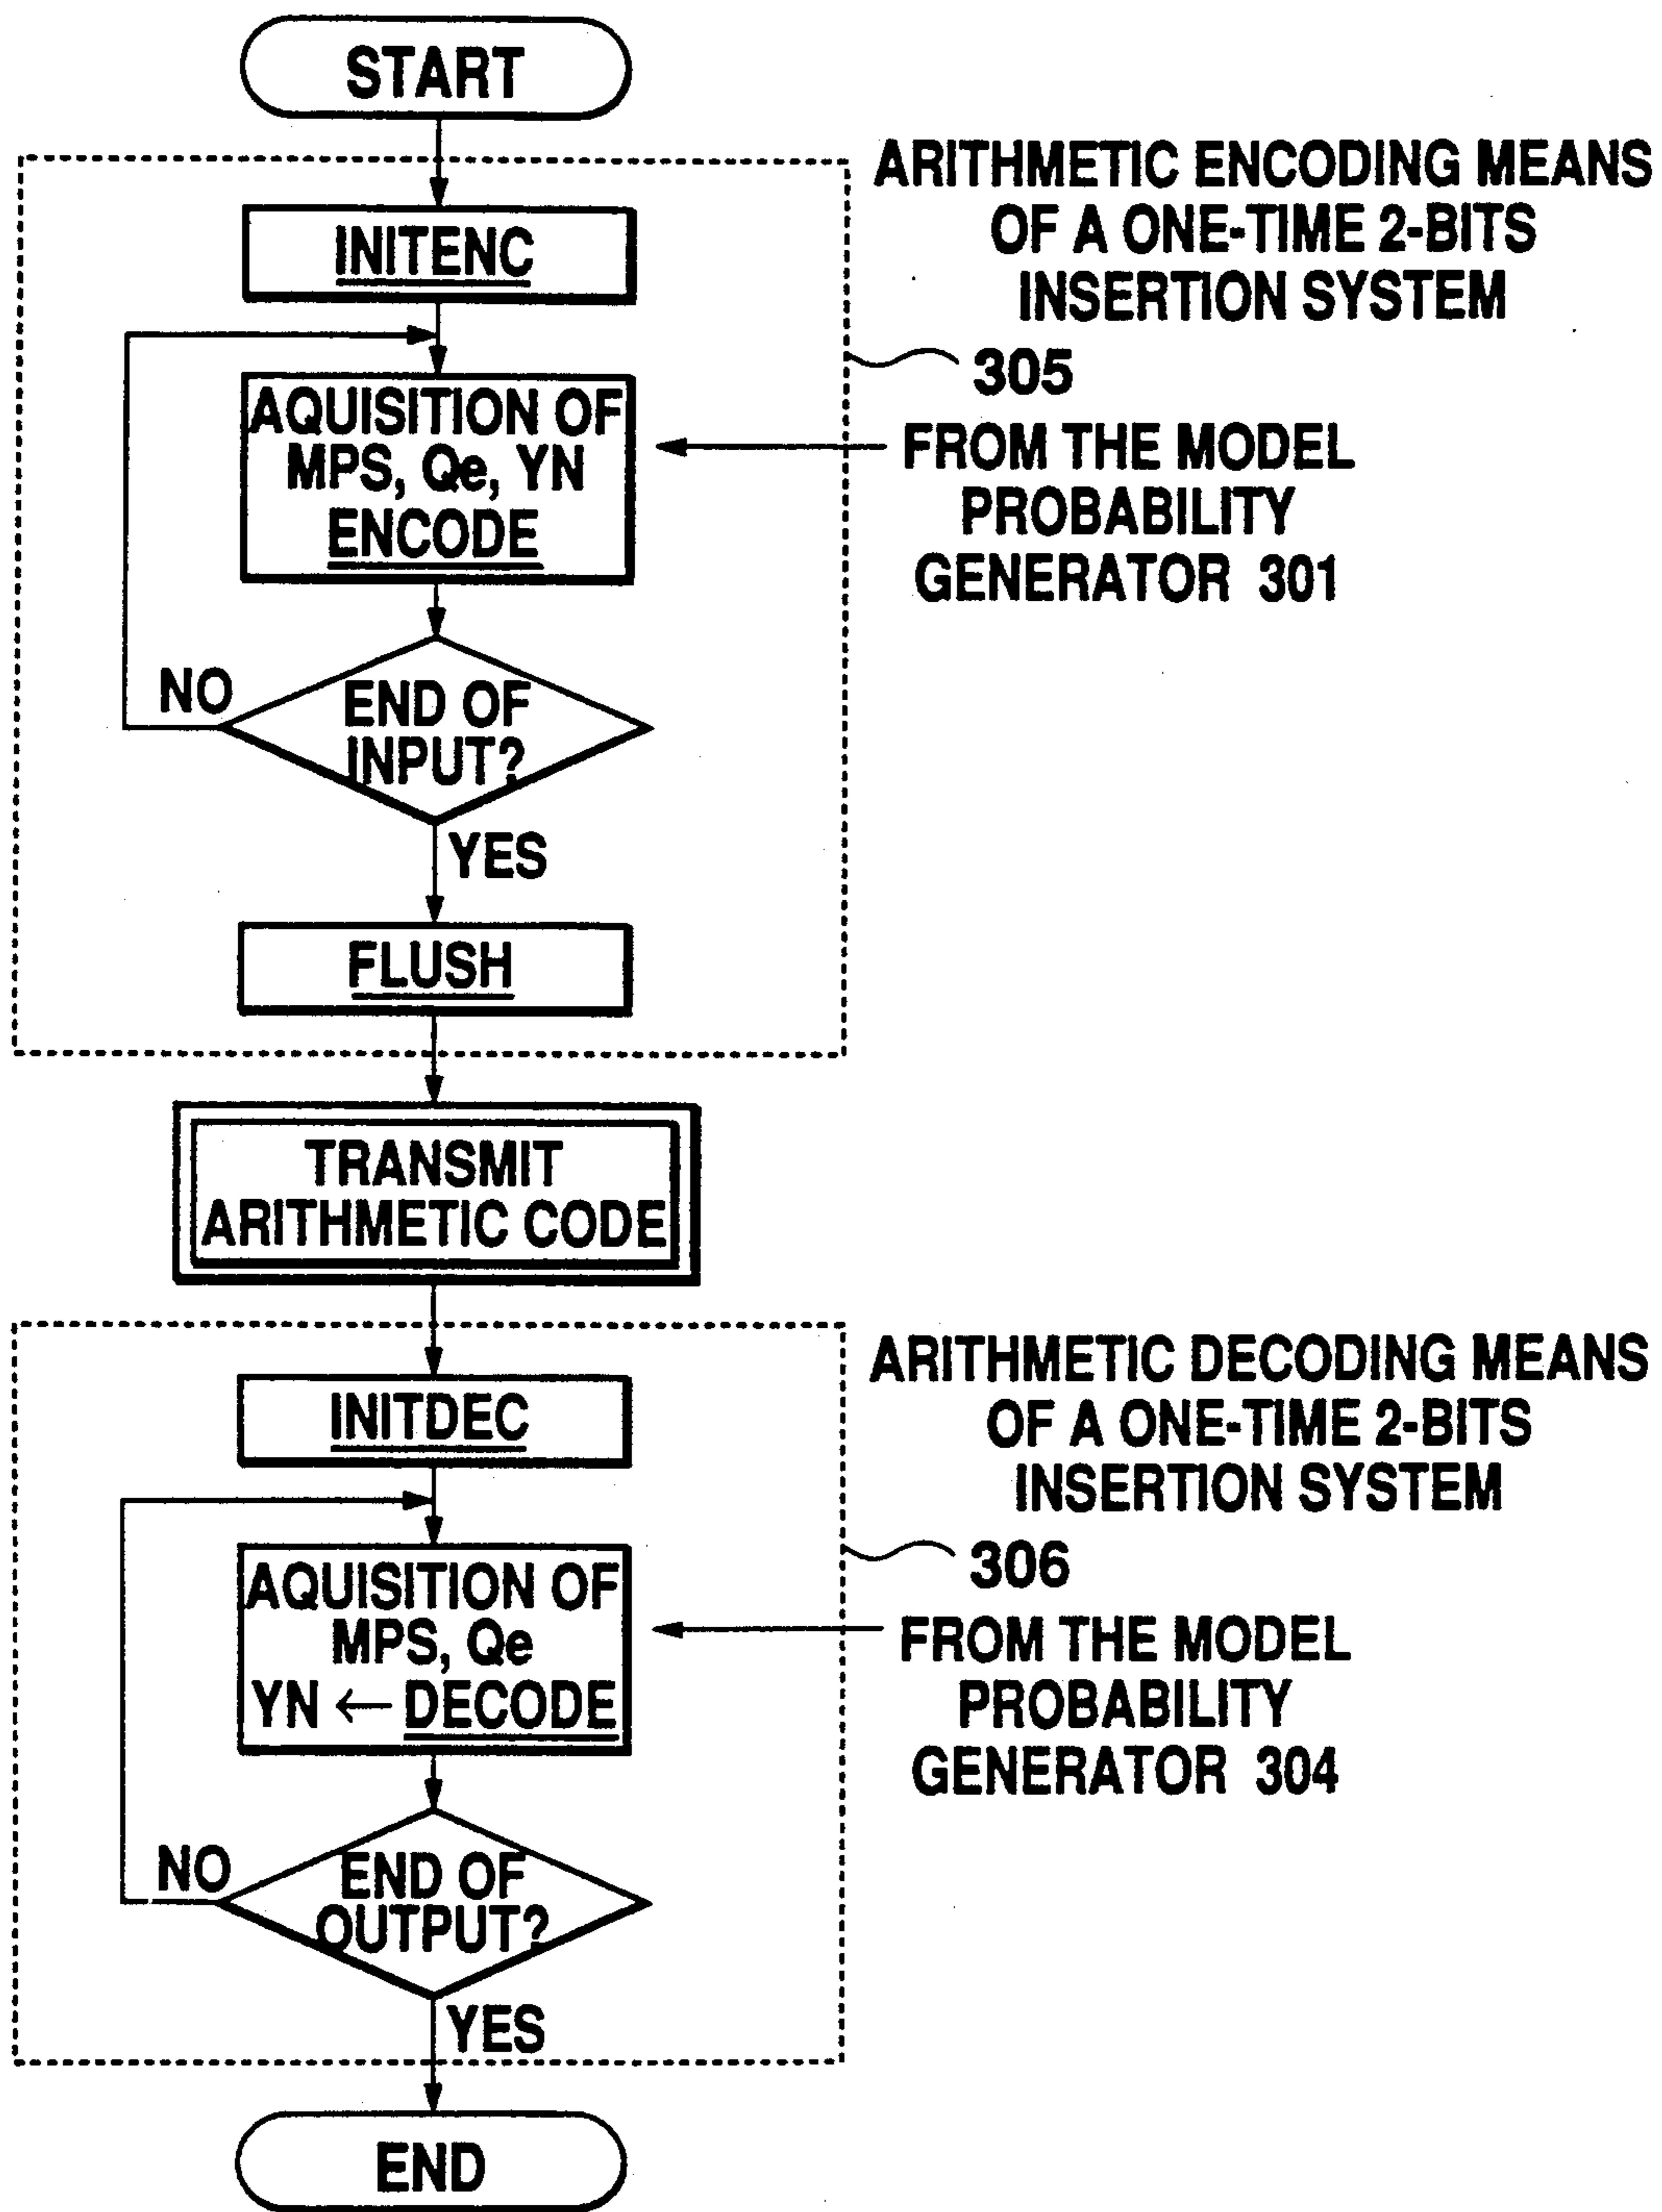 START
ARITHMETIC ENCODING MEANS
OF A ONE-TIME 2-BITS
INSERTION SYSTEM
305
INITENC
AQUISITION OF
MPS, Qe, YN
ENCODE
FROM THE MODEL
PROBABILITY
GENERATOR 301
NO
END OF
INPUT?
YES
FLUSH
TRANSMIT
ARITHMETIC CODE
ARITHMETIC DECODING MEANS
OF A ONE-TIME 2-BITS
INSERTION SYSTEM
306
INITDEC
AQUISITION OF
MPS, Qe
YN ← DECODE
FROM THE MODEL
PROBABILITY
GENERATOR 304
NO
END OF
OUTPUT?
YES
END